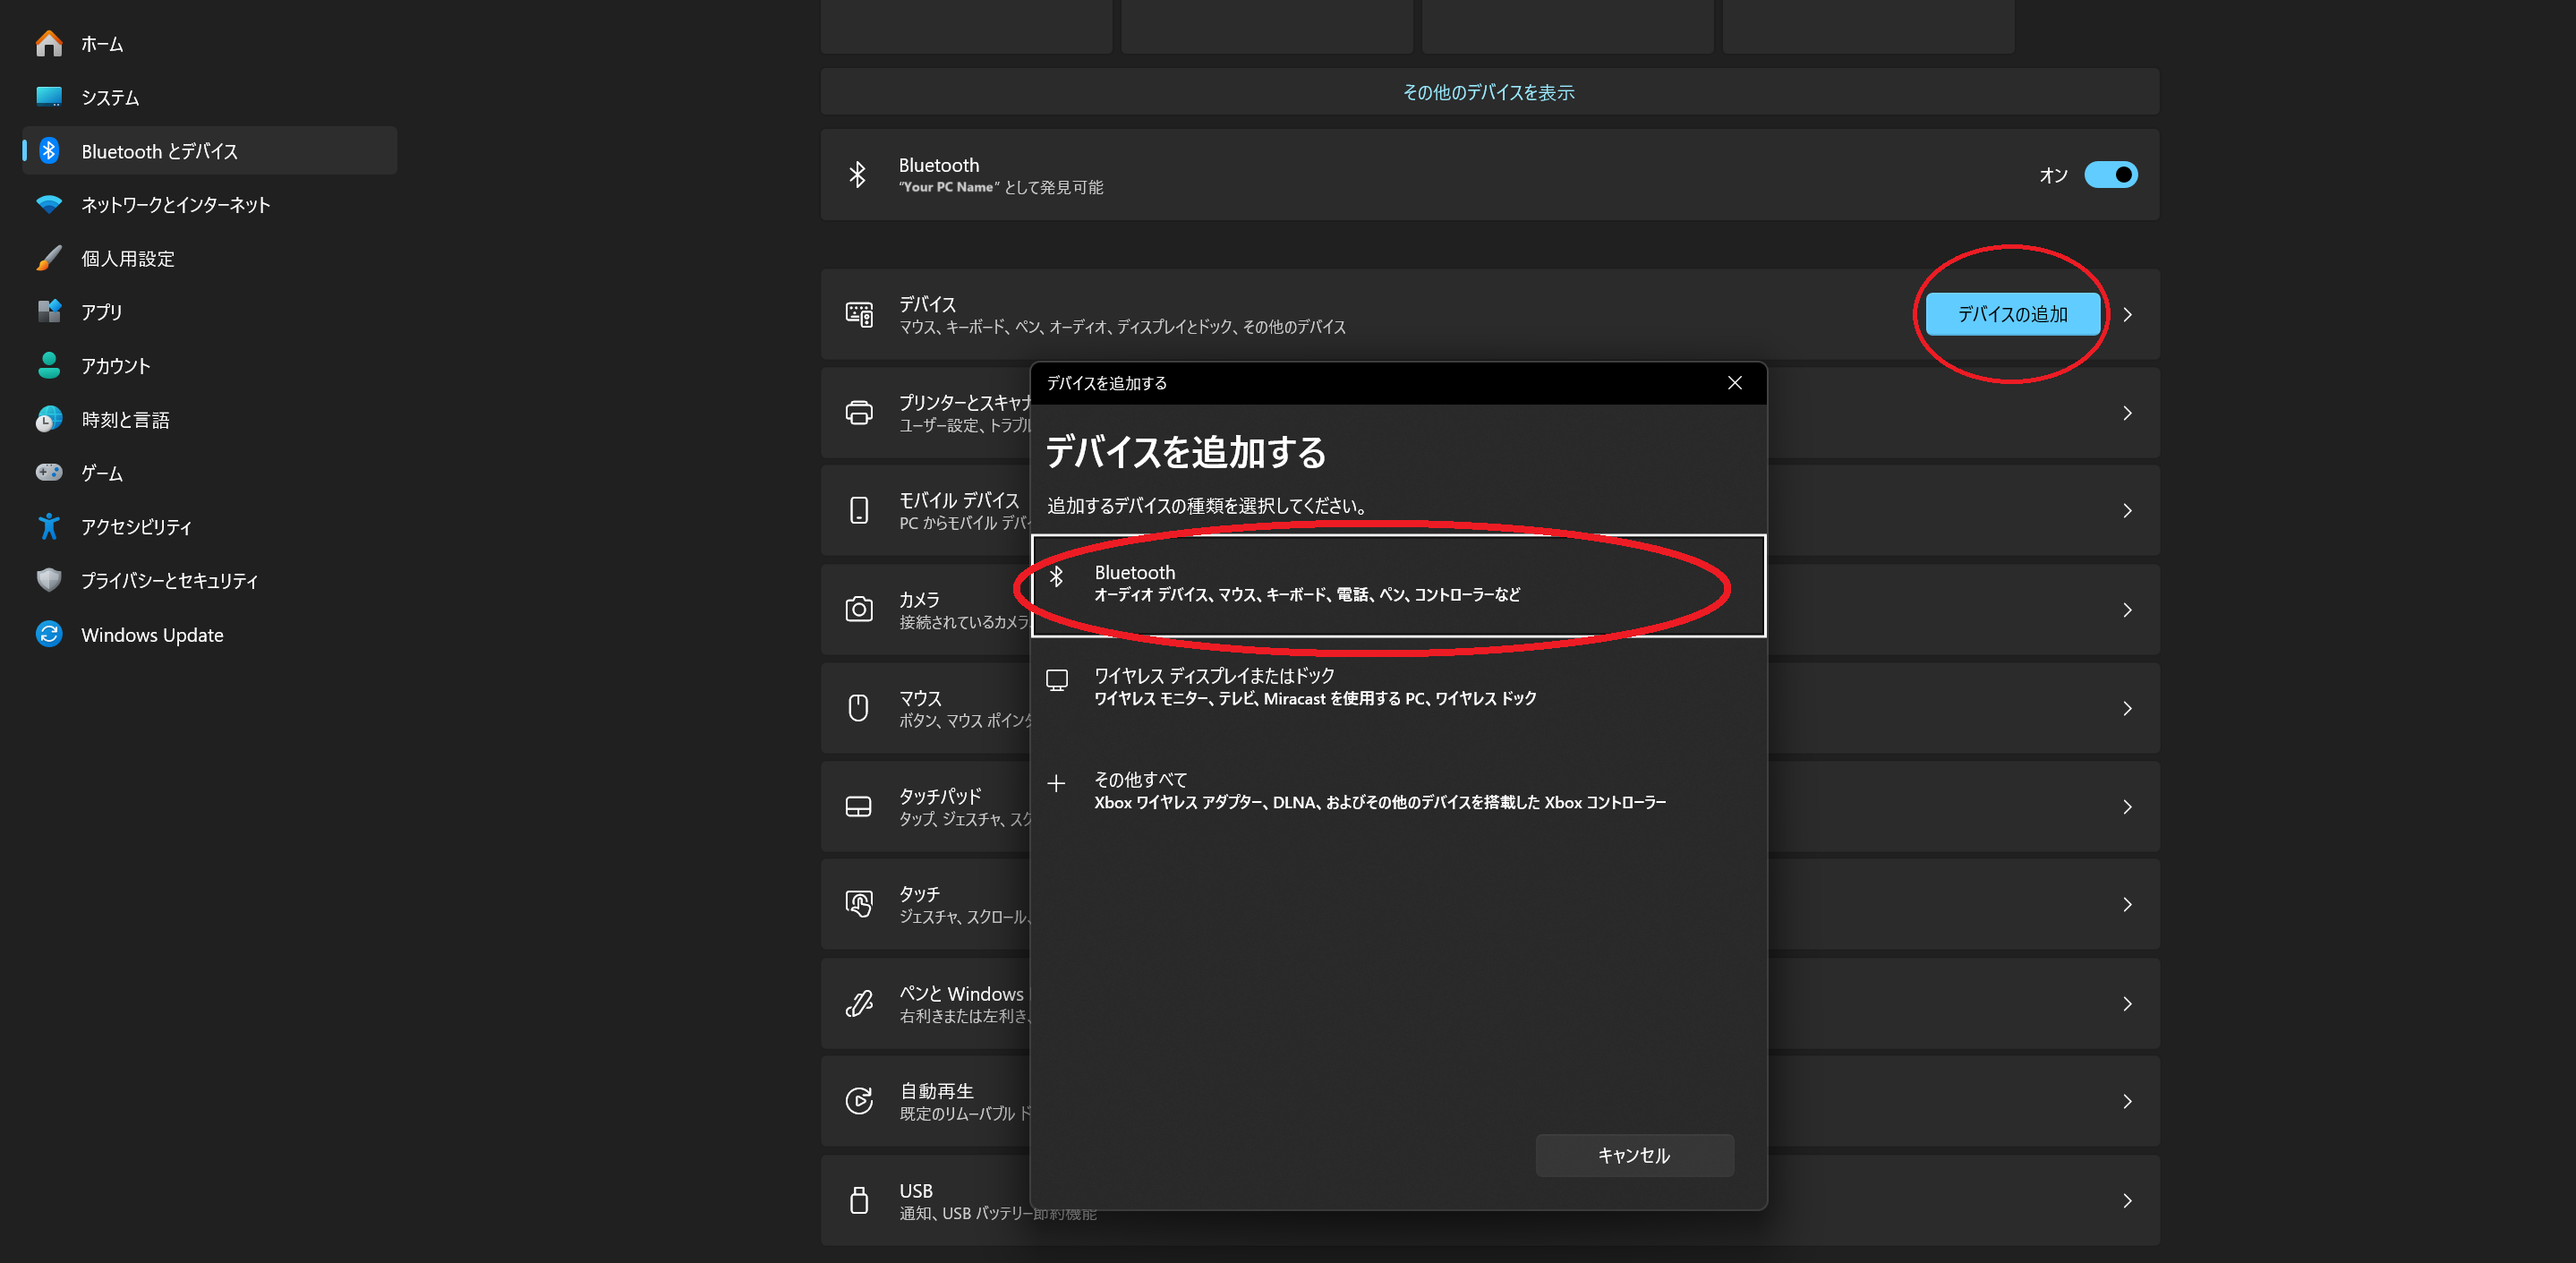 ホーム
システム
Bluetooth とデバイス
ネットワークとインターネット
個人用設定
アプリ
アカウント
時刻と言語
ゲーム
アクセシビリティ
プライバシーとセキュリティ
Windows Update
その他のデバイスを表示
Bluetooth
"Your PC Name" として発見可能
オン
デバイス
マウス、キーボード、ペン、オーディオ、ディスプレイとドック、その他のデバイス
デバイスの追加
プリンターとスキャナ
ユーザー設定、トラブル
モバイル デバイス
PC からモバイル デバイ
カメラ
接続されているカメラ
マウス
ボタン、マウス ポインタ
タッチパッド
タップ、ジェスチャ、スク
タッチ
ジェスチャ、スクロール、
ペンと Windows
右利きまたは左利き、
自動再生
既定のリムーバブル ド
USB
通知、USB バッテリー節約機能
デバイスを追加する
デバイスを追加する
追加するデバイスの種類を選択してください。
Bluetooth
オーディオ デバイス、マウス、キーボード、電話、ペン、コントローラーなど
ワイヤレス ディスプレイまたはドック
ワイヤレス モニター、テレビ、Miracast を使用する PC、ワイヤレス ドック
その他すべて
Xbox ワイヤレス アダプター、DLNA、およびその他のデバイスを搭載した Xbox コントローラー
キャンセル